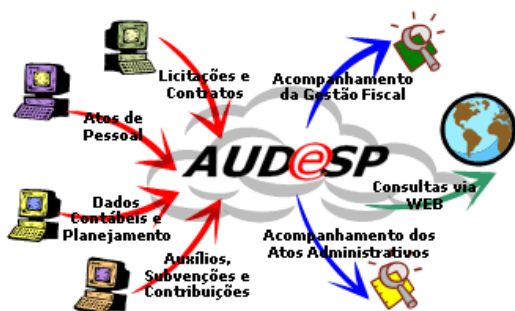 Licitações e
Contratos
Acompanhamento
da Gestão Fiscal
Atos de
Pessoal
AUDeSP
Consultas via
WEB
Dados
Contábeis e
Planejamento
Acompanhamento dos
Atos Administrativos
Auxílios,
Subvenções e
Contribuições